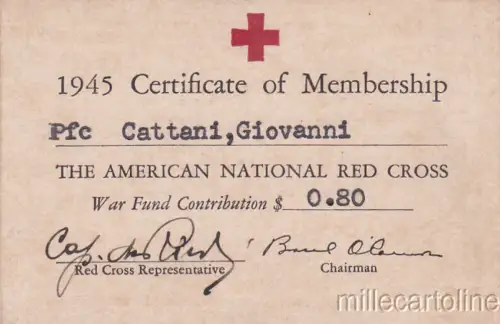 1945 Certificate of Membership
Pfc Cattani,Giovanni
THE AMERICAN NATIONAL RED CROSS
War Fund Contribution $ 0.80
Red Cross Representative Chairman
millecartoline